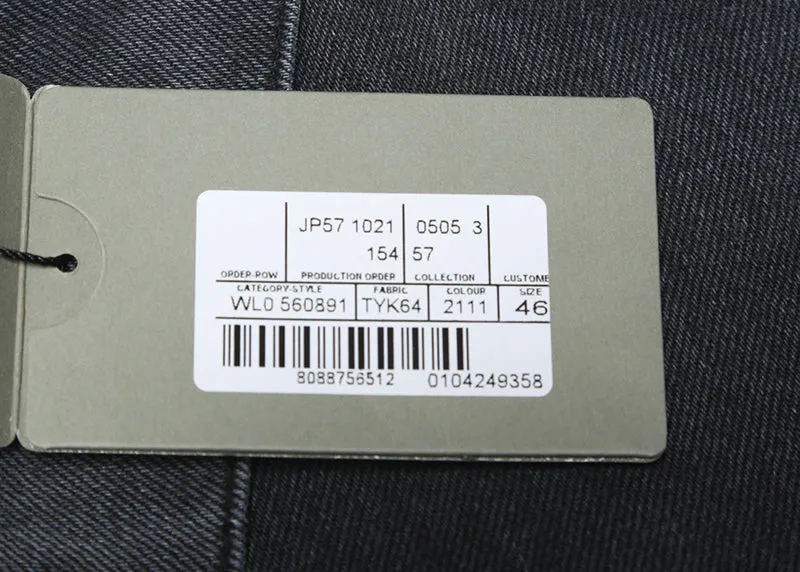 JP57 1021 0505 3
154 57
ORDER-ROW PRODUCTION ORDER COLLECTION CUSTOME
CATEGORY-STYLE FABRIC COLOUR SIZE
WL0 560891 TYK64 2111 46
8088756512 0104249358